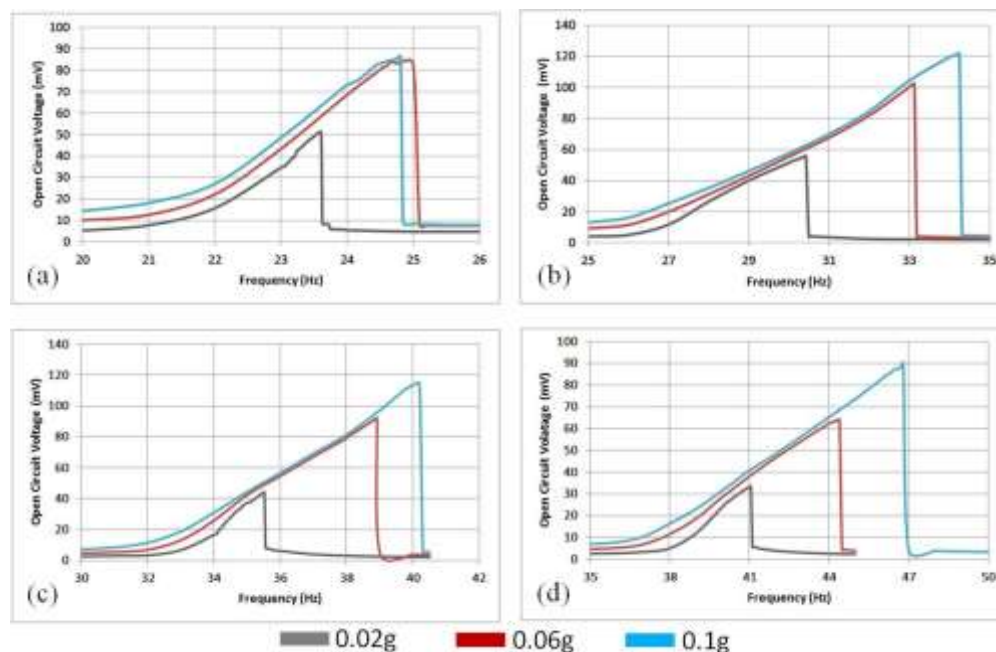 Open Circuit Voltage (mV)
100
90
80
70
60
50
40
30
20
10
0
20 21 22 23 24 25 26
(a)
Frequency (Hz)
Open Circuit Voltage (mV)
140
120
100
80
60
40
20
0
25 27 29 31 33 35
(b)
Frequency (Hz)
Open Circuit Voltage (mV)
140
120
100
80
60
40
20
0
30 32 34 36 38 40 42
(c)
Frequency (Hz)
Open Circuit Volatage (mV)
100
90
80
70
60
50
40
30
20
10
0
35 38 41 44 47 50
(d)
Frequency (Hz)
0.02g 0.06g 0.1g